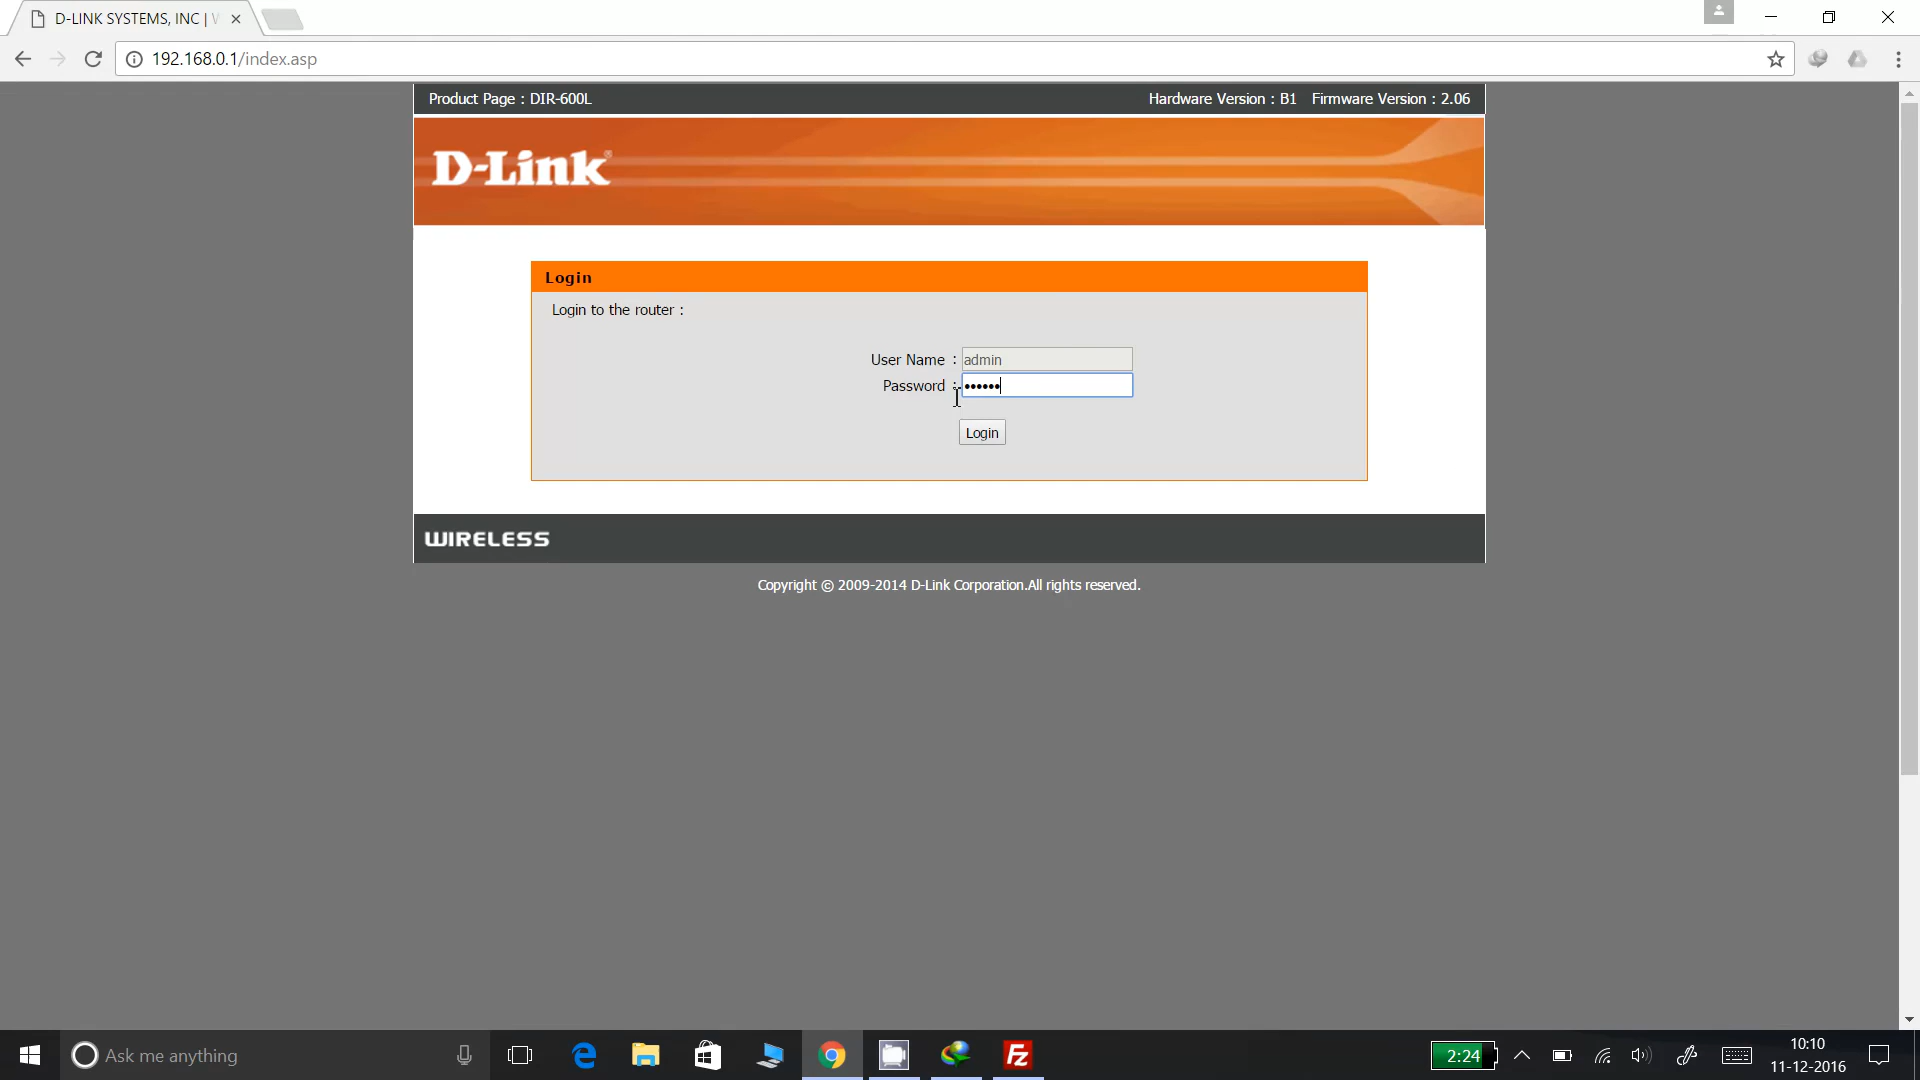 D-LINK SYSTEMS, INC | W
192.168.0.1/index.asp
Product Page : DIR-600L
Hardware Version : B1 Firmware Version : 2.06
D-Link®
Login
Login to the router :
User Name : admin
Password : ••••••
Login
WIRELESS
Copyright © 2009-2014 D-Link Corporation.All rights reserved.
Ask me anything
Fz
2:24
10:10
11-12-2016